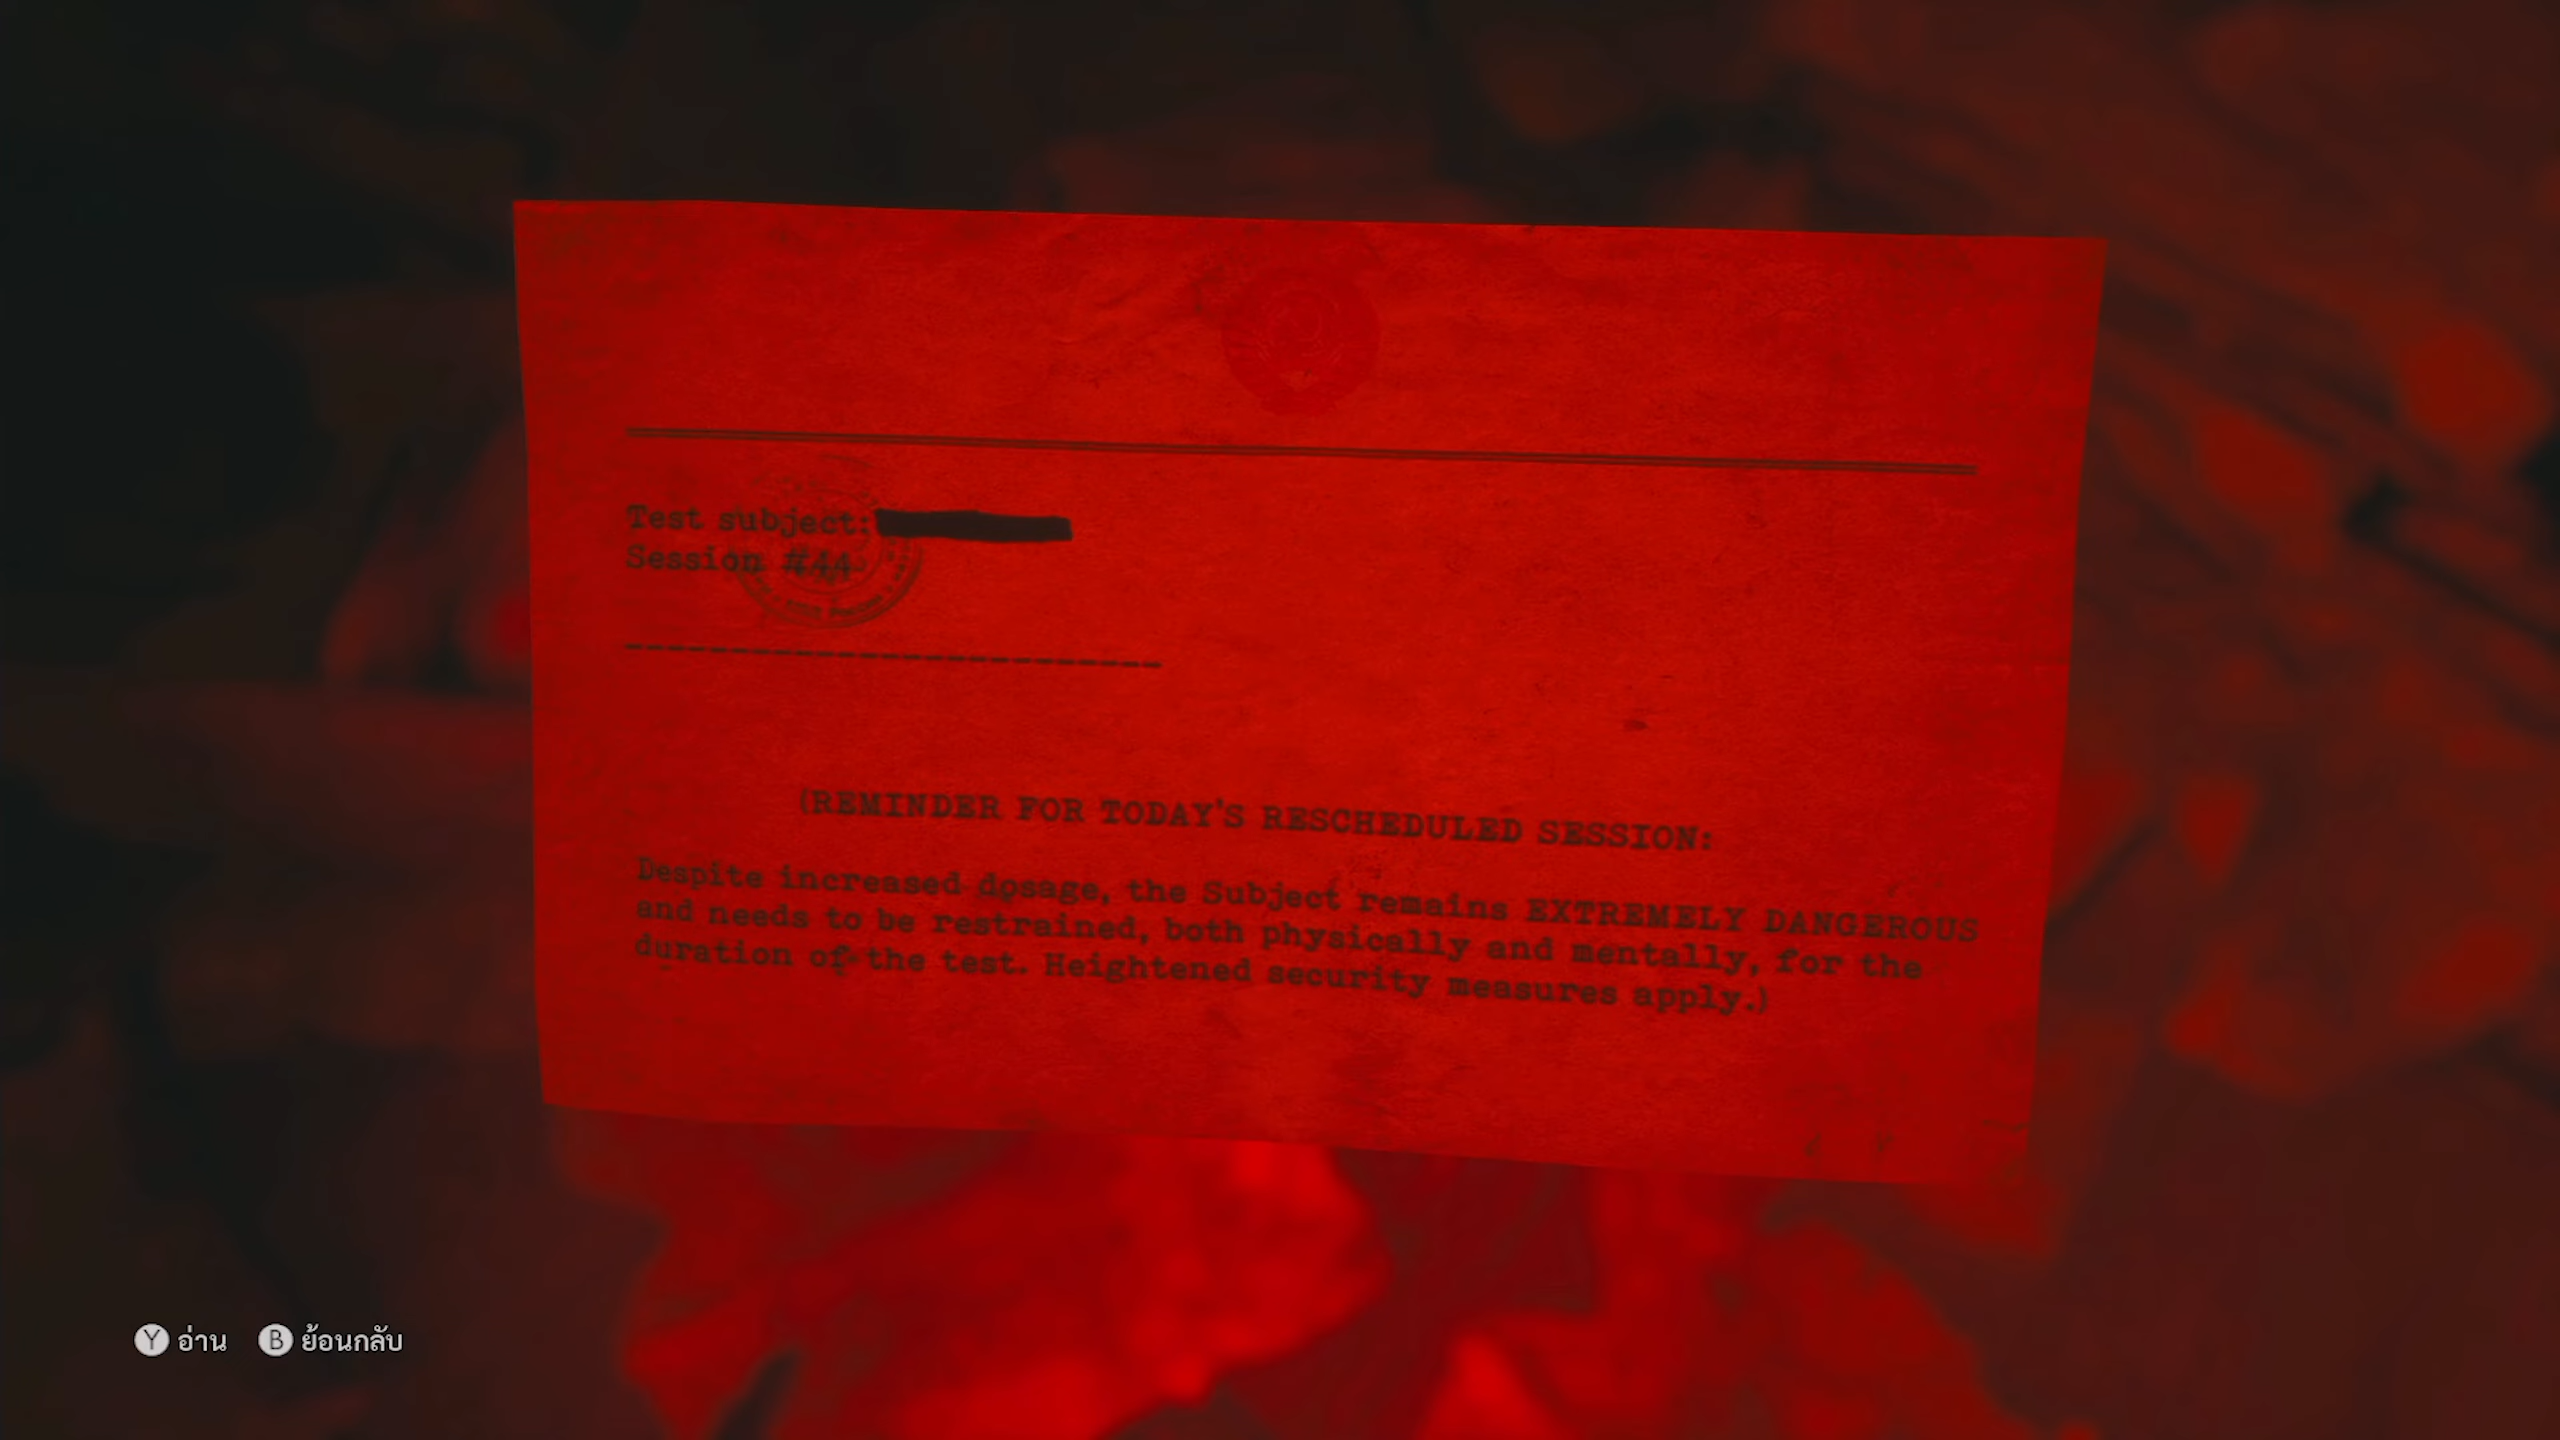 Test subject:
Session #44
(REMINDER FOR TODAY'S RESCHEDULED SESSION:
Despite increased dosage, the Subject remains EXTREMELY DANGEROUS
and needs to be restrained, both physically and mentally, for the
duration of the test. Heightened security measures apply.)
Y อ่าน B ย้อนกลับ